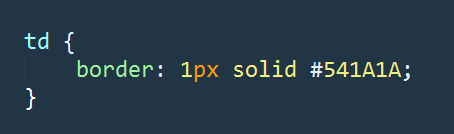 td {
    border: 1px solid #541A1A;
}